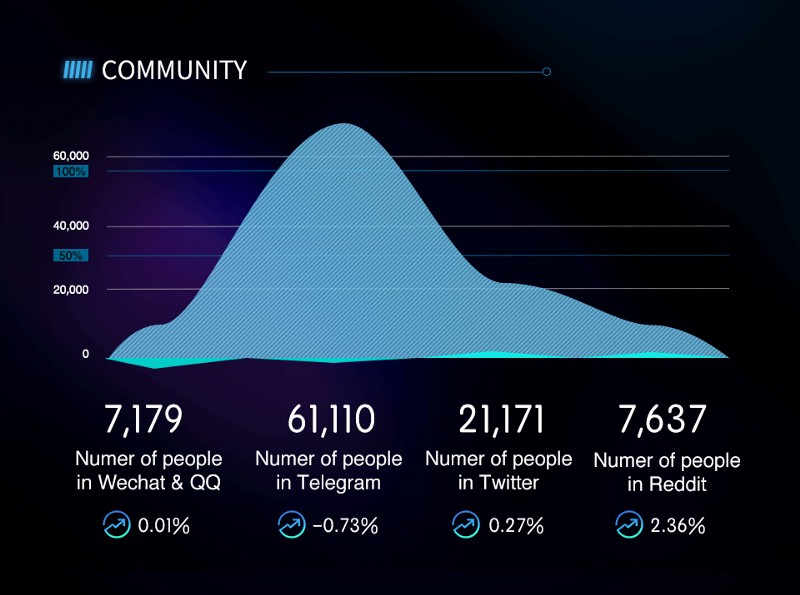 COMMUNITY
60,000
100%
40,000
50%
20,000
0
7,179
Numer of people
in Wechat & QQ
0.01%
61,110
Numer of people
in Telegram
-0.73%
21,171
Numer of people
in Twitter
0.27%
7,637
Numer of people
in Reddit
2.36%